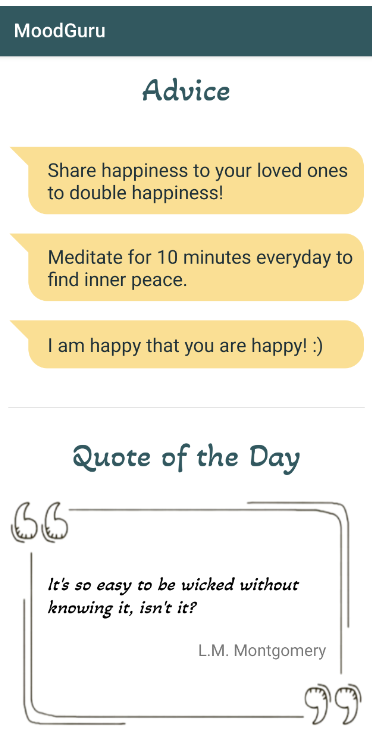 MoodGuru
Advice
Share happiness to your loved ones
to double happiness!
Meditate for 10 minutes everyday to
find inner peace.
I am happy that you are happy! :)
Quote of the Day
It's so easy to be wicked without
knowing it, isn't it?
L.M. Montgomery